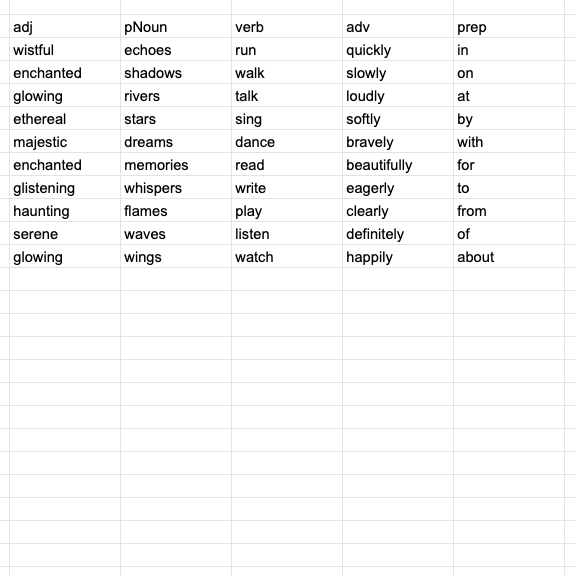 adj pNoun verb adv prep
wistful echoes run quickly in
enchanted shadows walk slowly on
glowing rivers talk loudly at
ethereal stars sing softly by
majestic dreams dance bravely with
enchanted memories read beautifully for
glistening whispers write eagerly to
haunting flames play clearly from
serene waves listen definitely of
glowing wings watch happily about